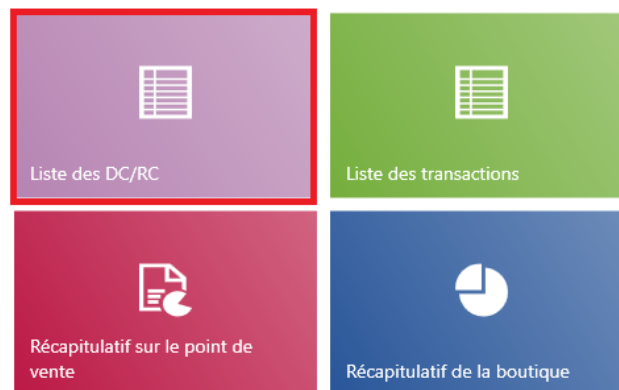 Liste des DC/RC
Liste des transactions
Récapitulatif sur le point de
vente
Récapitulatif de la boutique